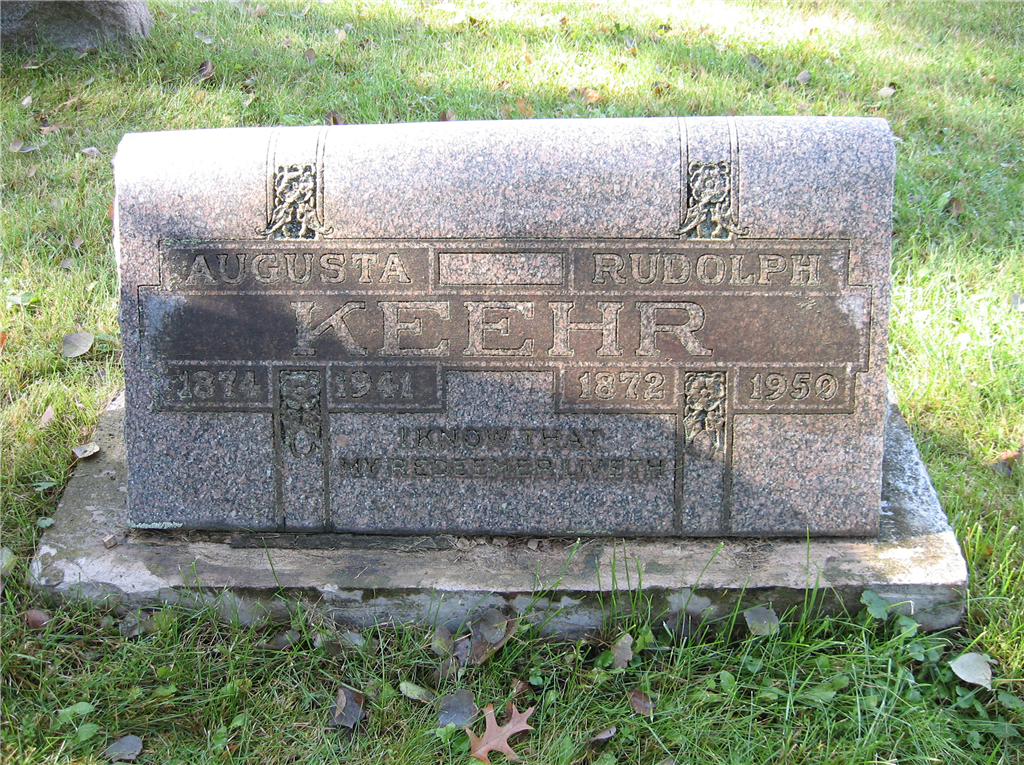 AUGUSTA RUDOLPH
KEEHR
1874 1941 1872 1950
I KNOW THAT
MY REDEEMER LIVETH